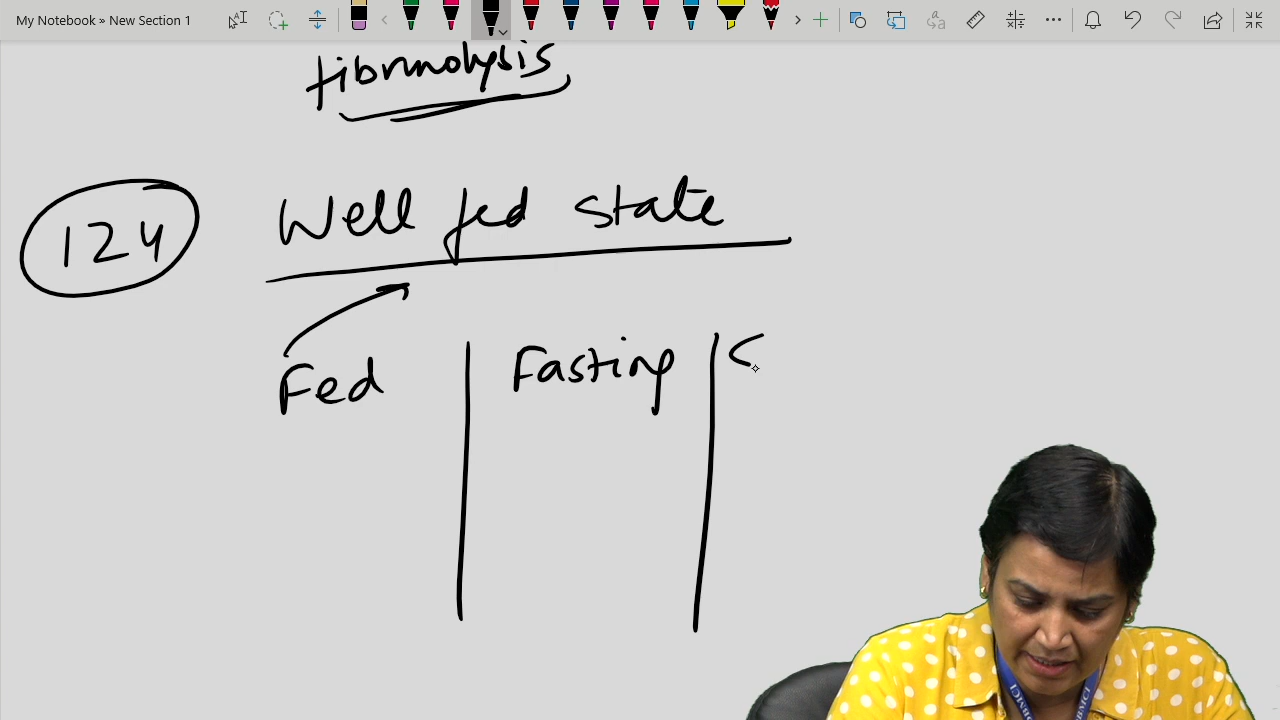 My Notebook » New Section 1
fibrinolysis
124 Well fed state
Fed Fasting